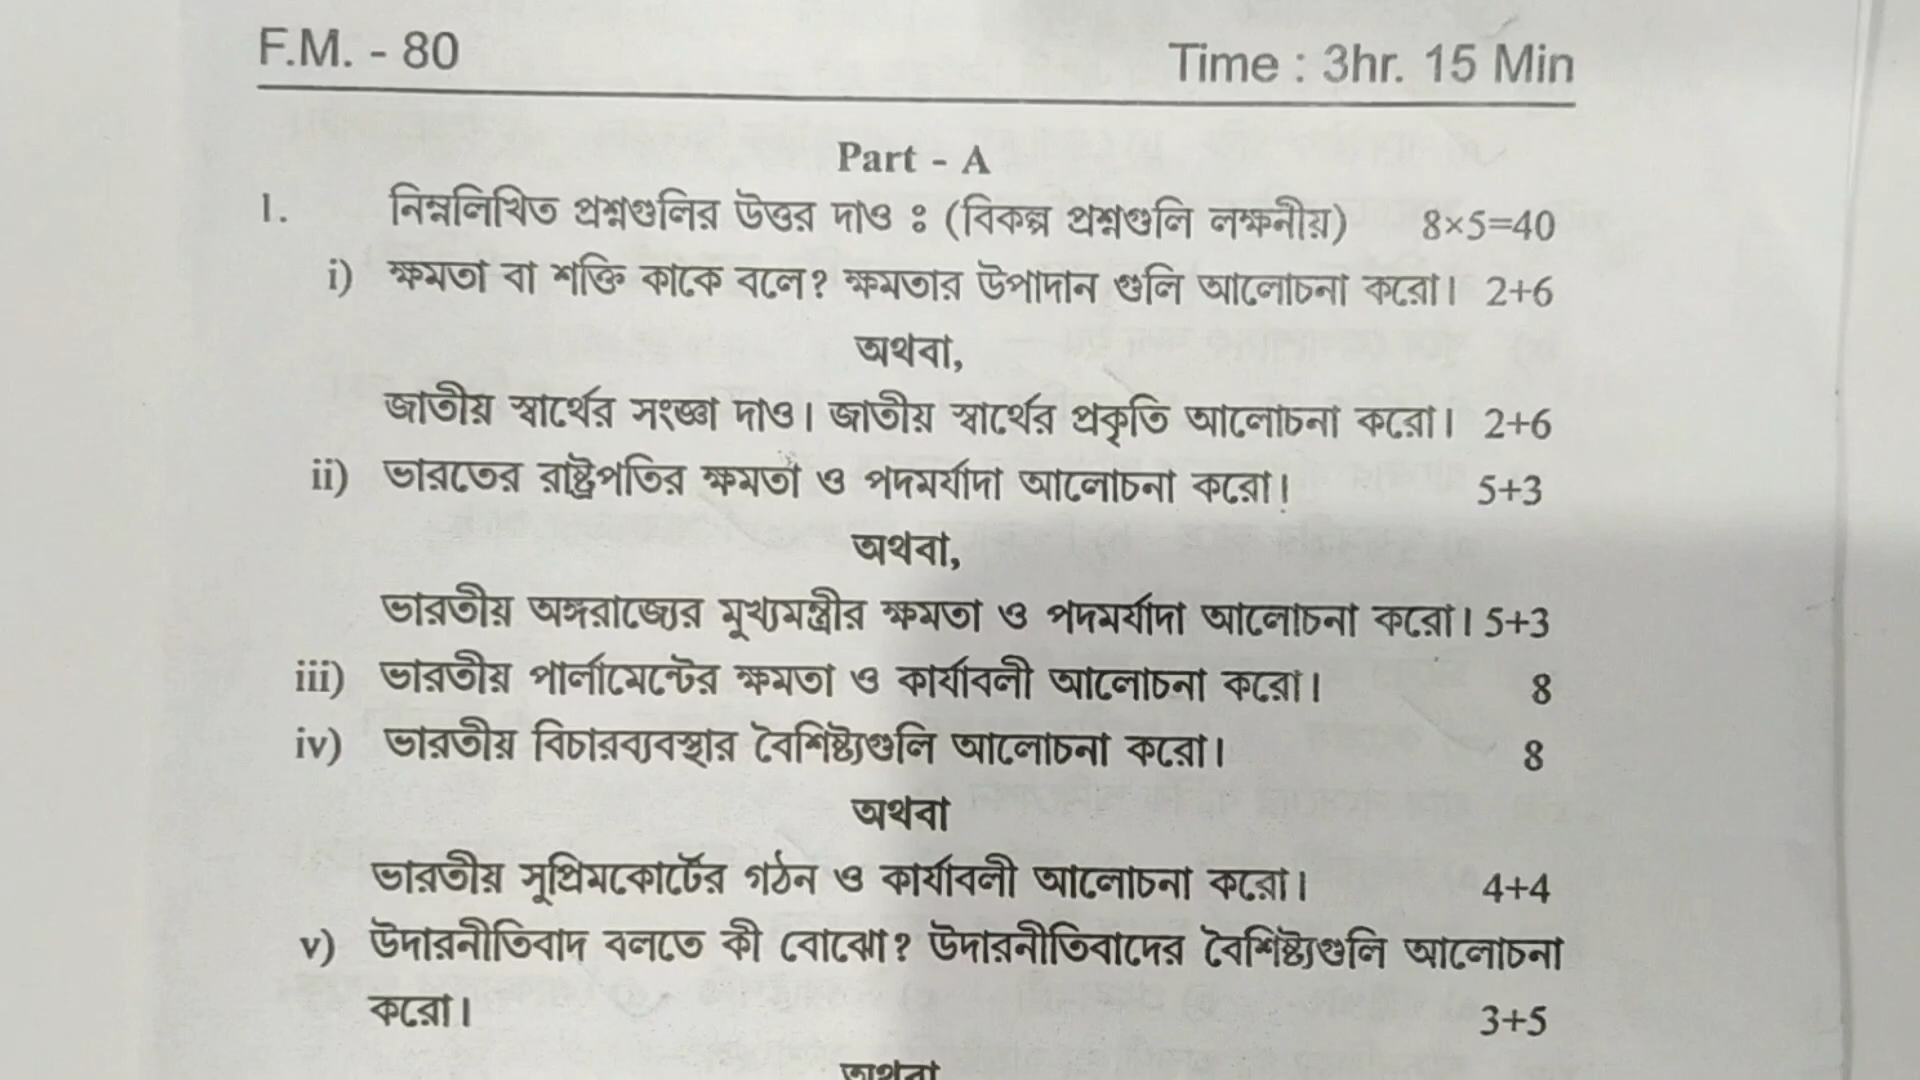 F.M. - 80 Time : 3hr. 15 Min
Part - A
1. নিম্নলিখিত প্রশ্নগুলির উত্তর দাও ঃ (বিকল্প প্রশ্নগুলি লক্ষনীয়) 8×5=40
i) ক্ষমতা বা শক্তি কাকে বলে? ক্ষমতার উপাদান গুলি আলোচনা করো। 2+6
অথবা,
জাতীয় স্বার্থের সংজ্ঞা দাও। জাতীয় স্বার্থের প্রকৃতি আলোচনা করো। 2+6
ii) ভারতের রাষ্ট্রপতির ক্ষমতা ও পদমর্যাদা আলোচনা করো। 5+3
অথবা,
ভারতীয় অঙ্গরাজ্যের মুখ্যমন্ত্রীর ক্ষমতা ও পদমর্যাদা আলোচনা করো। 5+3
iii) ভারতীয় পার্লামেন্টের ক্ষমতা ও কার্যাবলী আলোচনা করো। 8
iv) ভারতীয় বিচারব্যবস্থার বৈশিষ্ট্যগুলি আলোচনা করো। 8
অথবা
ভারতীয় সুপ্রিমকোর্টের গঠন ও কার্যাবলী আলোচনা করো। 4+4
v) উদারনীতিবাদ বলতে কী বোঝো? উদারনীতিবাদের বৈশিষ্ট্যগুলি আলোচনা
করো। 3+5
অথবা